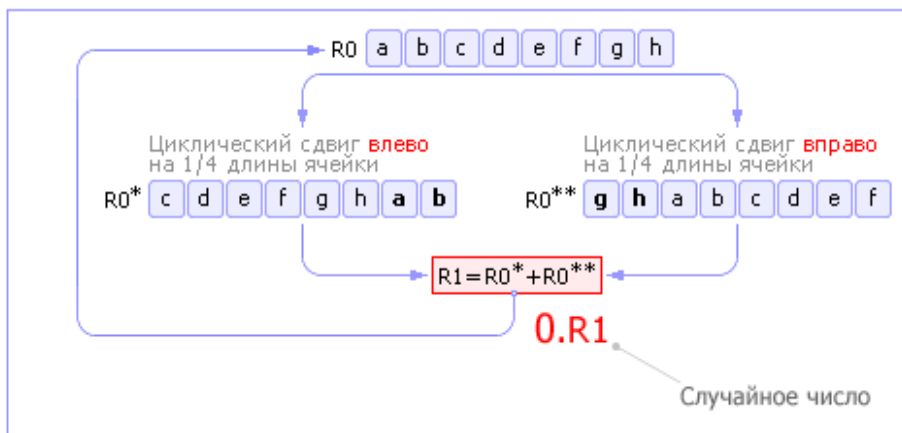 R0 a b c d e f g h
Циклический сдвиг влево
на 1/4 длины ячейки
Циклический сдвиг вправо
на 1/4 длины ячейки
R0* c d e f g h a b
R0** g h a b c d e f
R1=R0*+R0**
0.R1
Случайное число